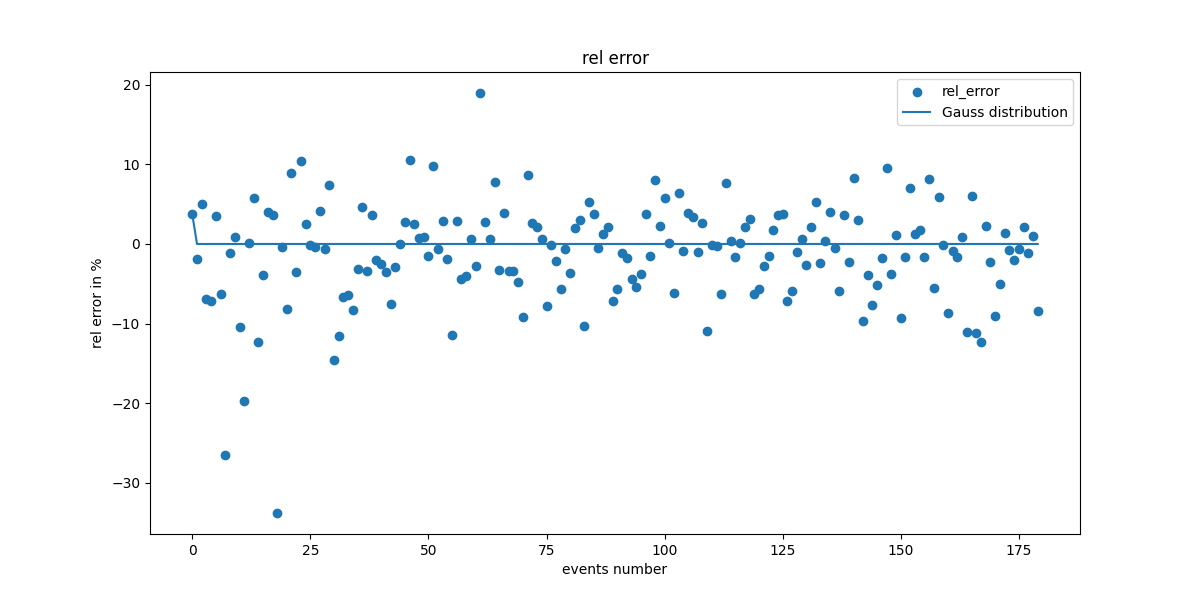 rel error
rel_error
Gauss distribution
rel error in %
20
10
0
−10
−20
−30
0 25 50 75 100 125 150 175
events number